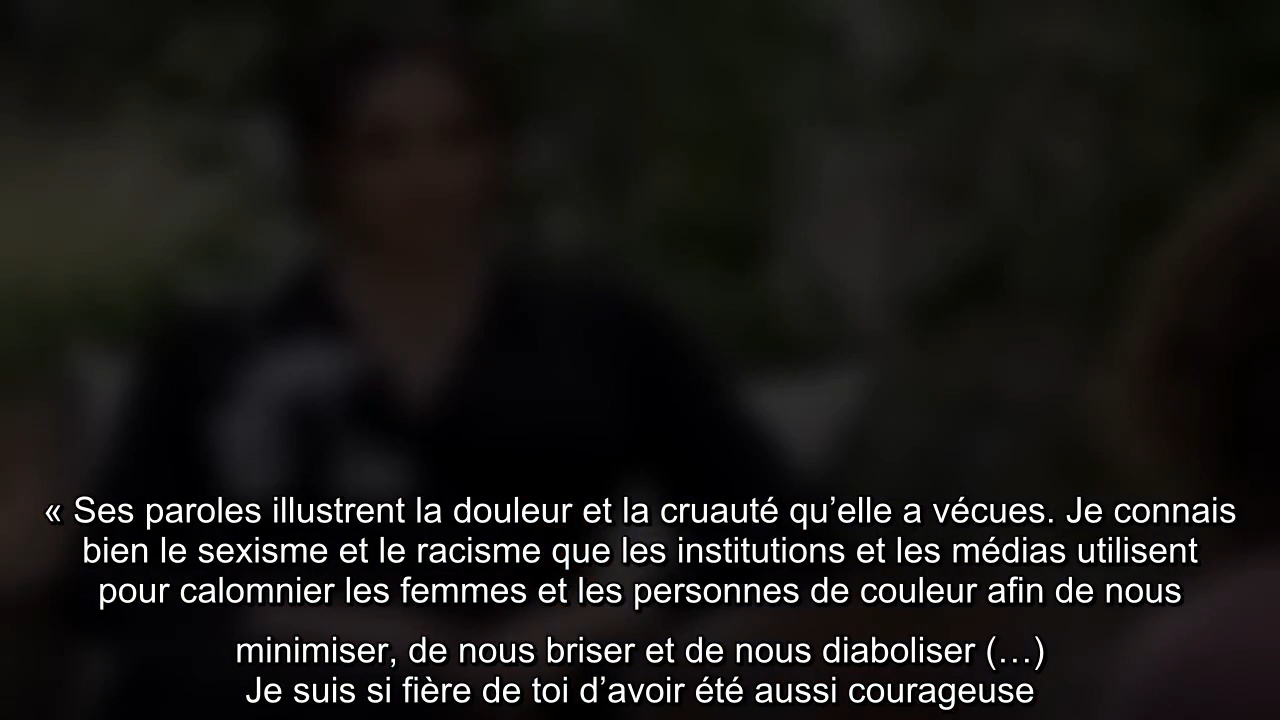 « Ses paroles illustrent la douleur et la cruauté qu’elle a vécues. Je connais
bien le sexisme et le racisme que les institutions et les médias utilisent
pour calomnier les femmes et les personnes de couleur afin de nous
minimiser, de nous briser et de nous diaboliser (…)
Je suis si fière de toi d’avoir été aussi courageuse